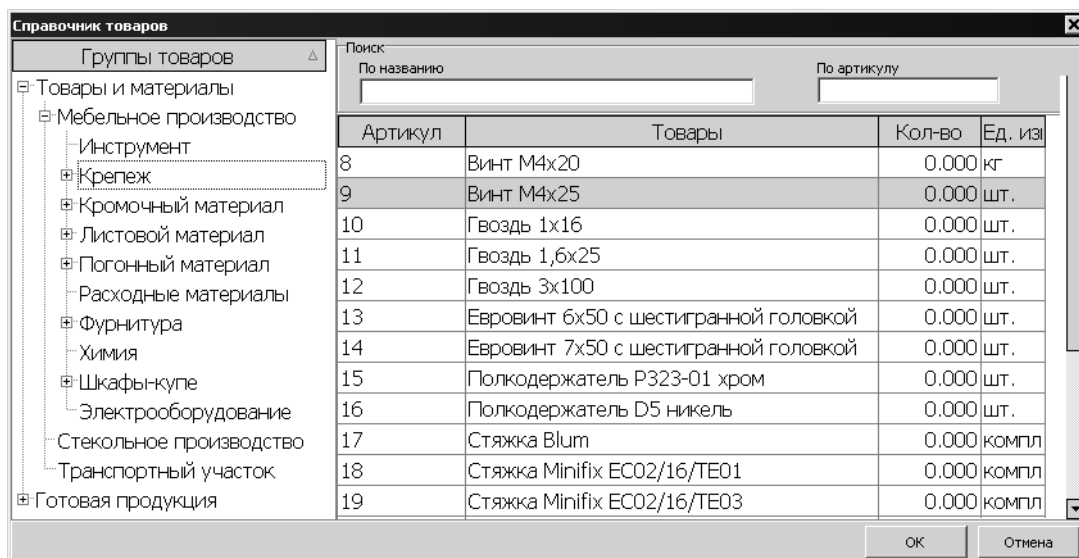 Справочник товаров
Группы товаров
Товары и материалы
Мебельное производство
Инструмент
Крепеж
Кромочный материал
Листовой материал
Погонный материал
Расходные материалы
Фурнитура
Химия
Шкафы-купе
Электрооборудование
Стекольное производство
Транспортный участок
Готовая продукция
Поиск
По названию По артикулу
Артикул Товары Кол-во Ед. из
8 Винт М4х20 0.000 кг
9 Винт М4х25 0.000 шт.
10 Гвоздь 1х16 0.000 шт.
11 Гвоздь 1,6х25 0.000 шт.
12 Гвоздь 3х100 0.000 шт.
13 Евровинт 6х50 с шестигранной головкой 0.000 шт.
14 Евровинт 7х50 с шестигранной головкой 0.000 шт.
15 Полкодержатель P323-01 хром 0.000 шт.
16 Полкодержатель D5 никель 0.000 шт.
17 Стяжка Blum 0.000 компл
18 Стяжка Minifix EC02/16/TE01 0.000 компл
19 Стяжка Minifix EC02/16/TE03 0.000 компл
ОК Отмена